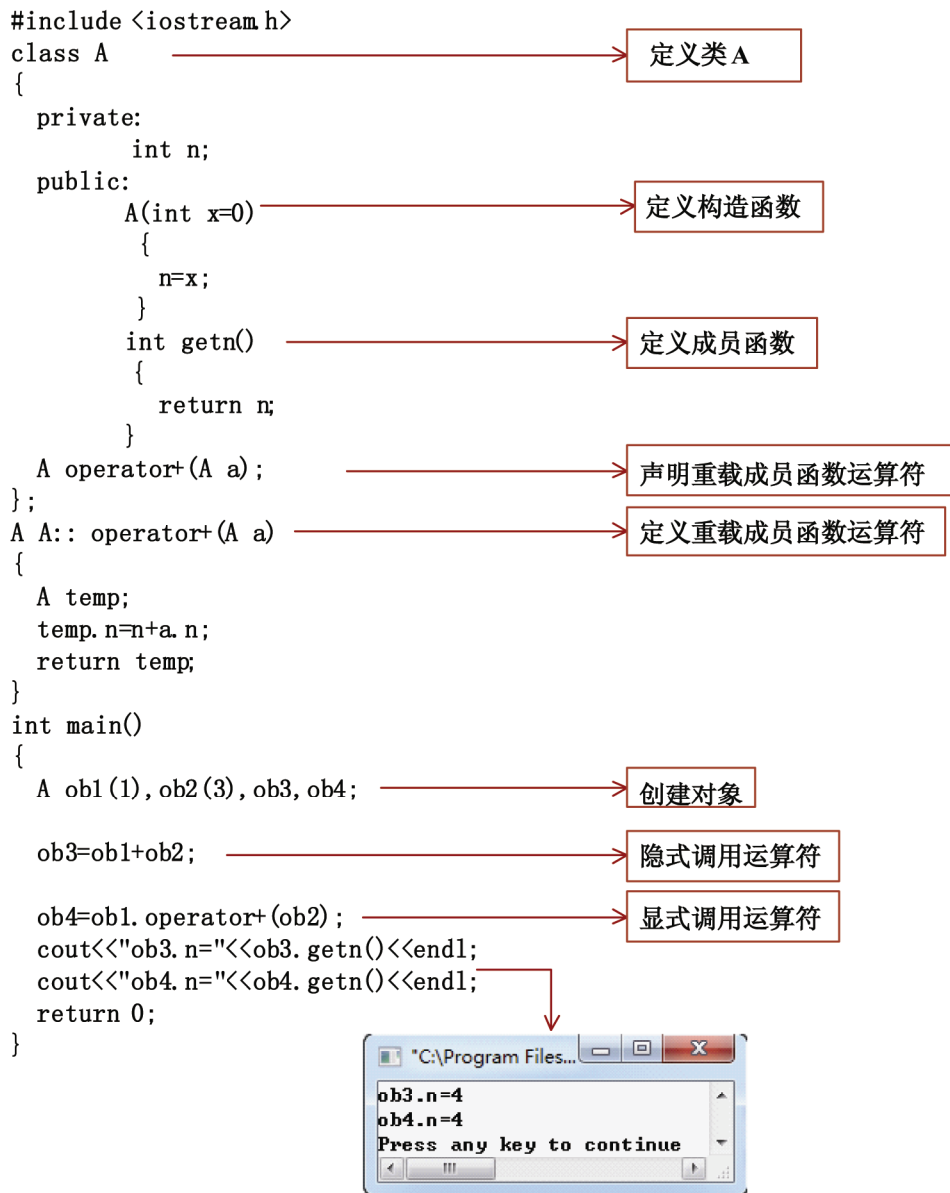 #include <iostream.h>
class A 定义类A
{
private:
int n;
public:
A(int x=0) 定义构造函数
{
n=x;
}
int getn() 定义成员函数
{
return n;
}
A operator+(A a); 声明重载成员函数运算符
};
A A:: operator+(A a) 定义重载成员函数运算符
{
A temp;
temp.n=n+a.n;
return temp;
}
int main()
{
A ob1(1),ob2(3),ob3,ob4; 创建对象
ob3=ob1+ob2; 隐式调用运算符
ob4=ob1.operator+(ob2); 显式调用运算符
cout<<"ob3.n="<<ob3.getn()<<endl;
cout<<"ob4.n="<<ob4.getn()<<endl;
return 0;
}
"C:\Program Files...
ob3.n=4
ob4.n=4
Press any key to continue